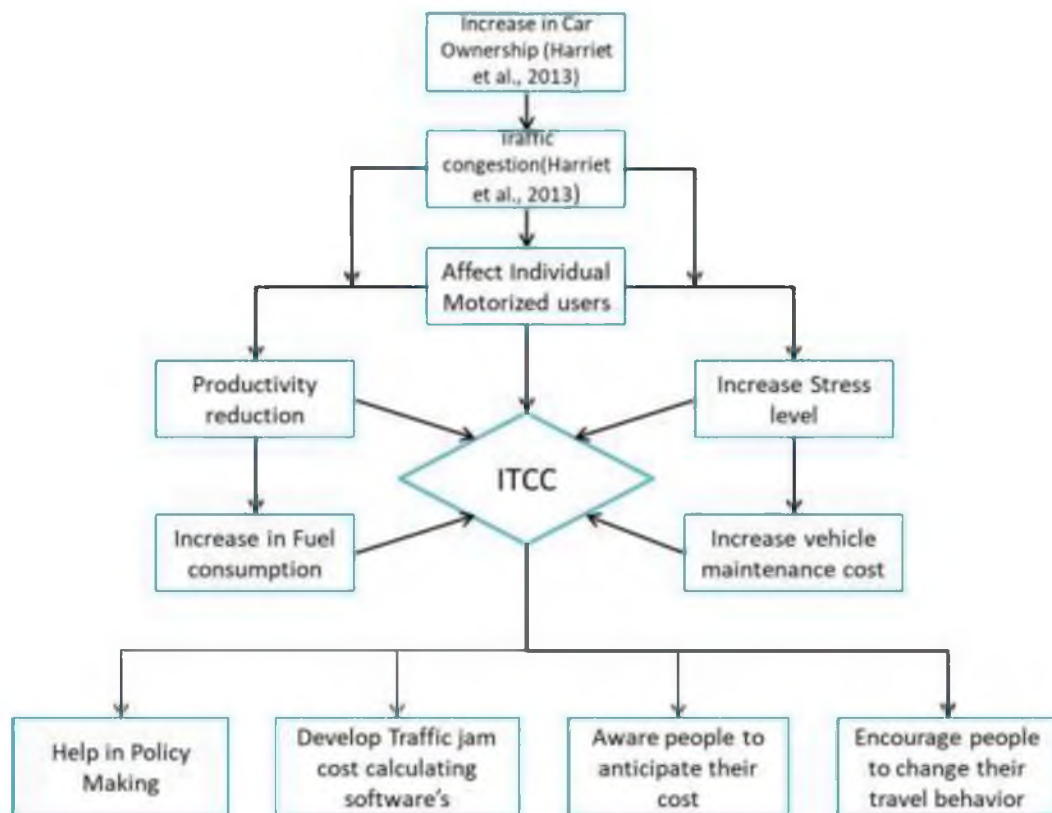 Increase in Car
Ownership (Harriet
et al., 2013)
Traffic
congestion(Harriet
et al., 2013)
Affect Individual
Motorized users
Productivity
reduction
Increase Stress
level
ITCC
Increase in Fuel
consumption
Increase vehicle
maintenance cost
Help in Policy
Making
Develop Traffic jam
cost calculating
software's
Aware people to
anticipate their
cost
Encourage people
to change their
travel behavior